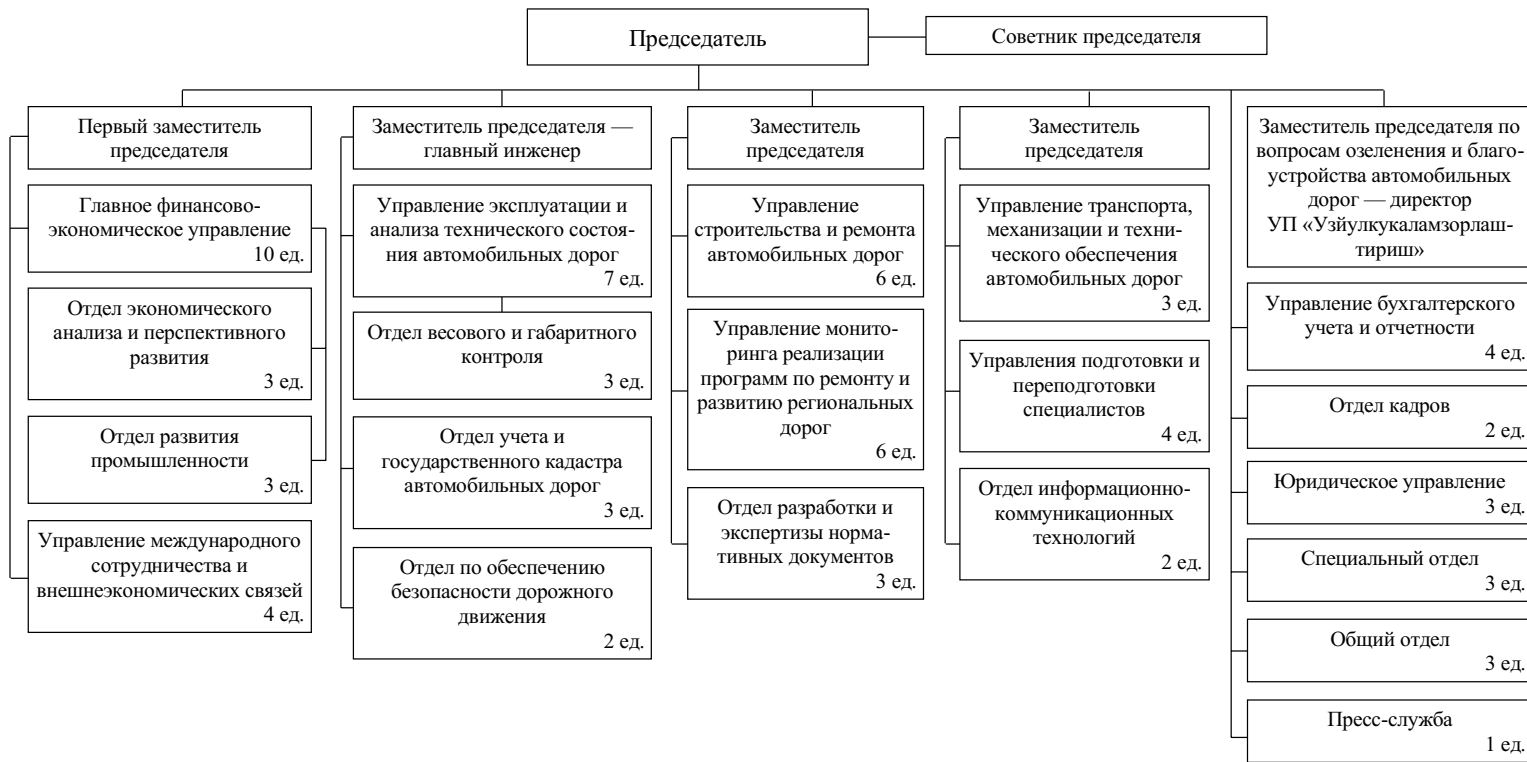 Председатель
Советник председателя
Первый заместитель
председателя
Главное финансово-
экономическое управление
10 ед.
Отдел экономического
анализа и перспективного
развития
3 ед.
Отдел развития
промышленности
3 ед.
Управление международного
сотрудничества и
внешнеэкономических связей
4 ед.
Заместитель председателя —
главный инженер
Управление эксплуатации и
анализа технического состоя-
ния автомобильных дорог
7 ед.
Отдел весового и габаритного
контроля
3 ед.
Отдел учета и
государственного кадастра
автомобильных дорог
3 ед.
Отдел по обеспечению
безопасности дорожного
движения
2 ед.
Заместитель
председателя
Управление
строительства и ремонта
автомобильных дорог
6 ед.
Управление монито-
ринга реализации
программ по ремонту и
развитию региональных
дорог
6 ед.
Отдел разработки и
экспертизы норма-
тивных документов
3 ед.
Заместитель
председателя
Управление транспорта,
механизации и техни-
ческого обеспечения
автомобильных дорог
3 ед.
Управления подготовки и
переподготовки
специалистов
4 ед.
Отдел информационно-
коммуникационных
технологий
2 ед.
Заместитель председателя по
вопросам озеленения и благо-
устройства автомобильных
дорог — директор
УП «Узйулкукаламзорлаш-
тириш»
Управление бухгалтерского
учета и отчетности
4 ед.
Отдел кадров
2 ед.
Юридическое управление
3 ед.
Специальный отдел
3 ед.
Общий отдел
3 ед.
Пресс-служба
1 ед.